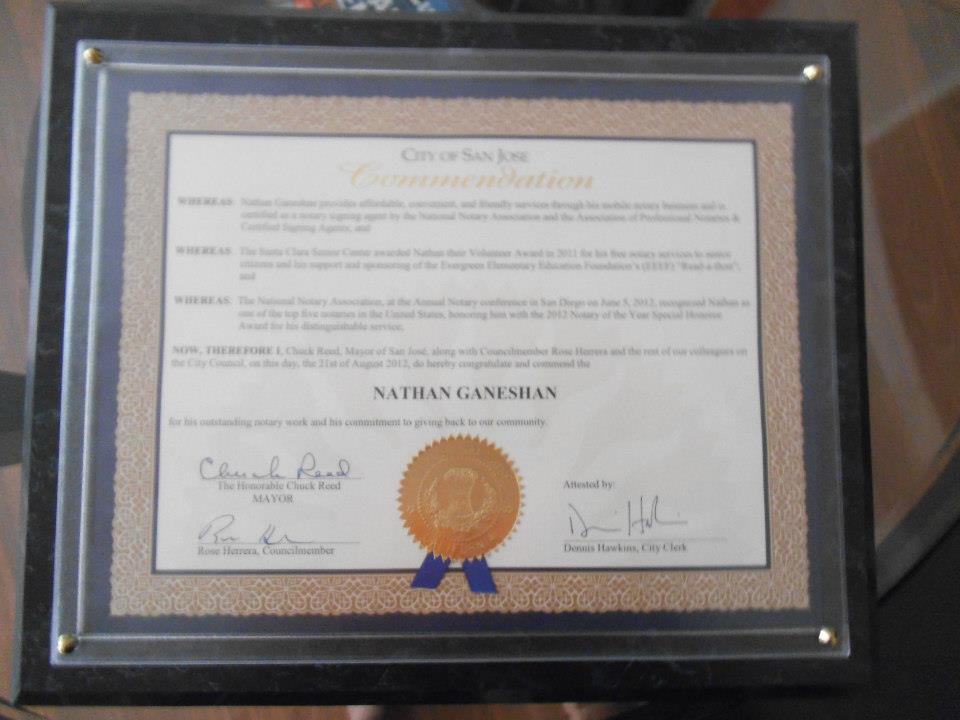 CITY OF SAN JOSE
Commendation
WHEREAS: Nathan Ganeshan provides affordable, convenient, and friendly services through his mobile notary business and is
certified as a notary signing agent by the National Notary Association and the Association of Professional Notaries &
Certified Signing Agents; and
WHEREAS: The Santa Clara Senior Center awarded Nathan their Volunteer Award in 2011 for his free notary services to senior
citizens and his support and sponsoring of the Evergreen Elementary Education Foundation's (EEEF) "Read-a-thon";
and
WHEREAS: The National Notary Association, at the Annual Notary conference in San Diego on June 5, 2012, recognized Nathan as
one of the top five notaries in the United States, honoring him with the 2012 Notary of the Year Special Honoree
Award for his distinguishable service;
NOW, THEREFORE I, Chuck Reed, Mayor of San José, along with Councilmember Rose Herrera and the rest of our colleagues on
the City Council, on this day, the 21st of August 2012, do hereby congratulate and commend the
NATHAN GANESHAN
for his outstanding notary work and his commitment to giving back to our community.
Chuck Reed
The Honorable Chuck Reed
MAYOR
Rose Herrera, Councilmember
Attested by:
Dennis Hawkins, City Clerk